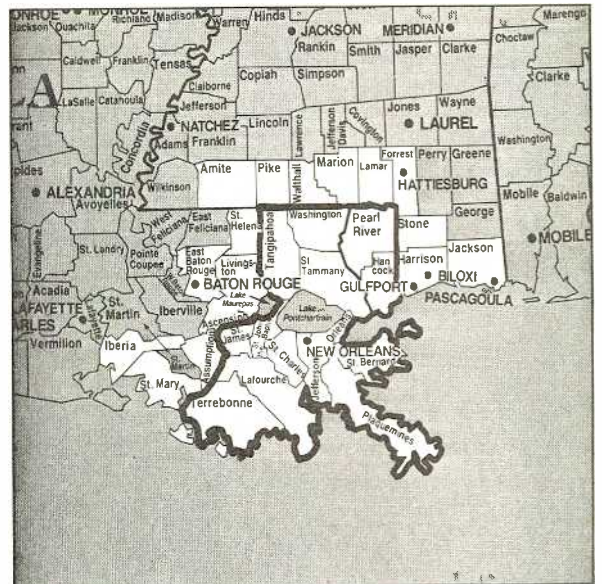 ONROE
MONROE
Richland
Madison
Warren
Hinds
Jackson
Ouachita
JACKSON
MERIDIAN
Marengo
Rankin
Smith
Jasper
Clarke
Choctaw
Caldwell
Franklin
Tensas
Copiah
Simpson
Claiborne
Clarke
A
LaSalle
Catahoula
Jefferson
Jones
Wayne
Covington
Jefferson Davis
Lawrence
Concordia
NATCHEZ
Lincoln
LAUREL
Adams
Franklin
Washington
Amite
Pike
Walthall
Marion
Lamar
Forrest
Perry
Greene
Wilkinson
HATTIESBURG
ALEXANDRIA
Avoyelles
Mobile
Baldwin
West Feliciana
East Feliciana
St. Helena
Tangipahoa
Washington
Pearl River
Stone
George
MOBILE
Evangeline
St. Landry
Pointe Coupee
East Baton Rouge
Livingston
St Tammany
Hancock
Harrison
Jackson
BATON ROUGE
GULFPORT
BILOXI
PASCAGOULA
Acadia
Lake Maurepas
LAFAYETTE
St. Martin
Iberville
Ascension
Lake Pontchartrain
Orleans
ARLES
Lafayette
Vermilion
Iberia
St. Martin
Assumption
St. James
St. Charles
NEW ORLEANS
St. Bernard
St. Mary
Lafourche
Jefferson
Terrebonne
Plaquemines